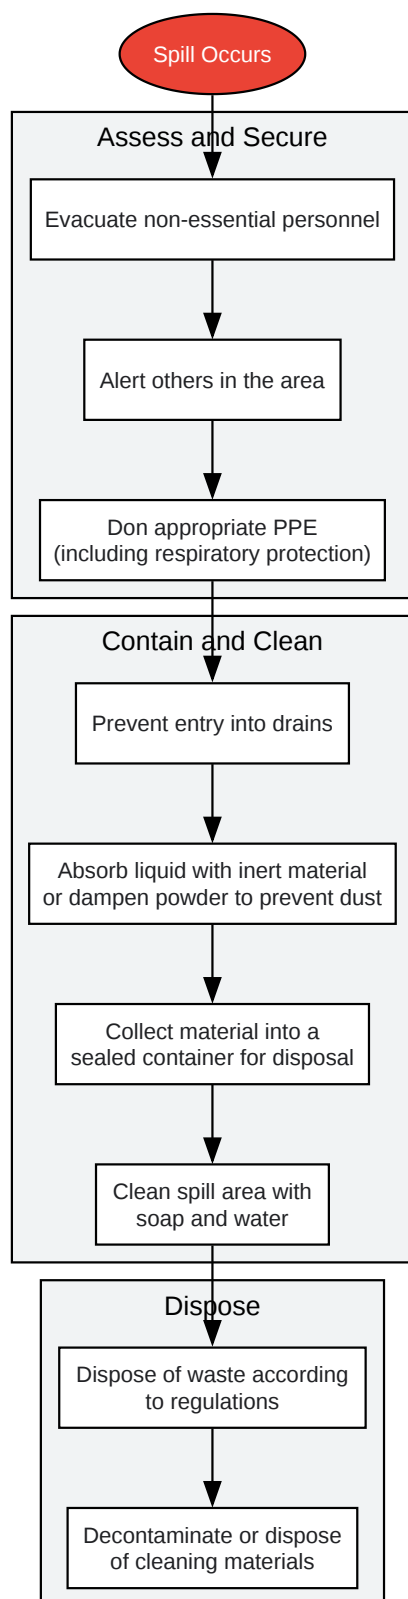 Spill Occurs
Assess and Secure
Evacuate non-essential personnel
Alert others in the area
Don appropriate PPE
(including respiratory protection)
Contain and Clean
Prevent entry into drains
Absorb liquid with inert material
or dampen powder to prevent dust
Collect material into a
sealed container for disposal
Clean spill area with
soap and water
Dispose
Dispose of waste according
to regulations
Decontaminate or dispose
of cleaning materials